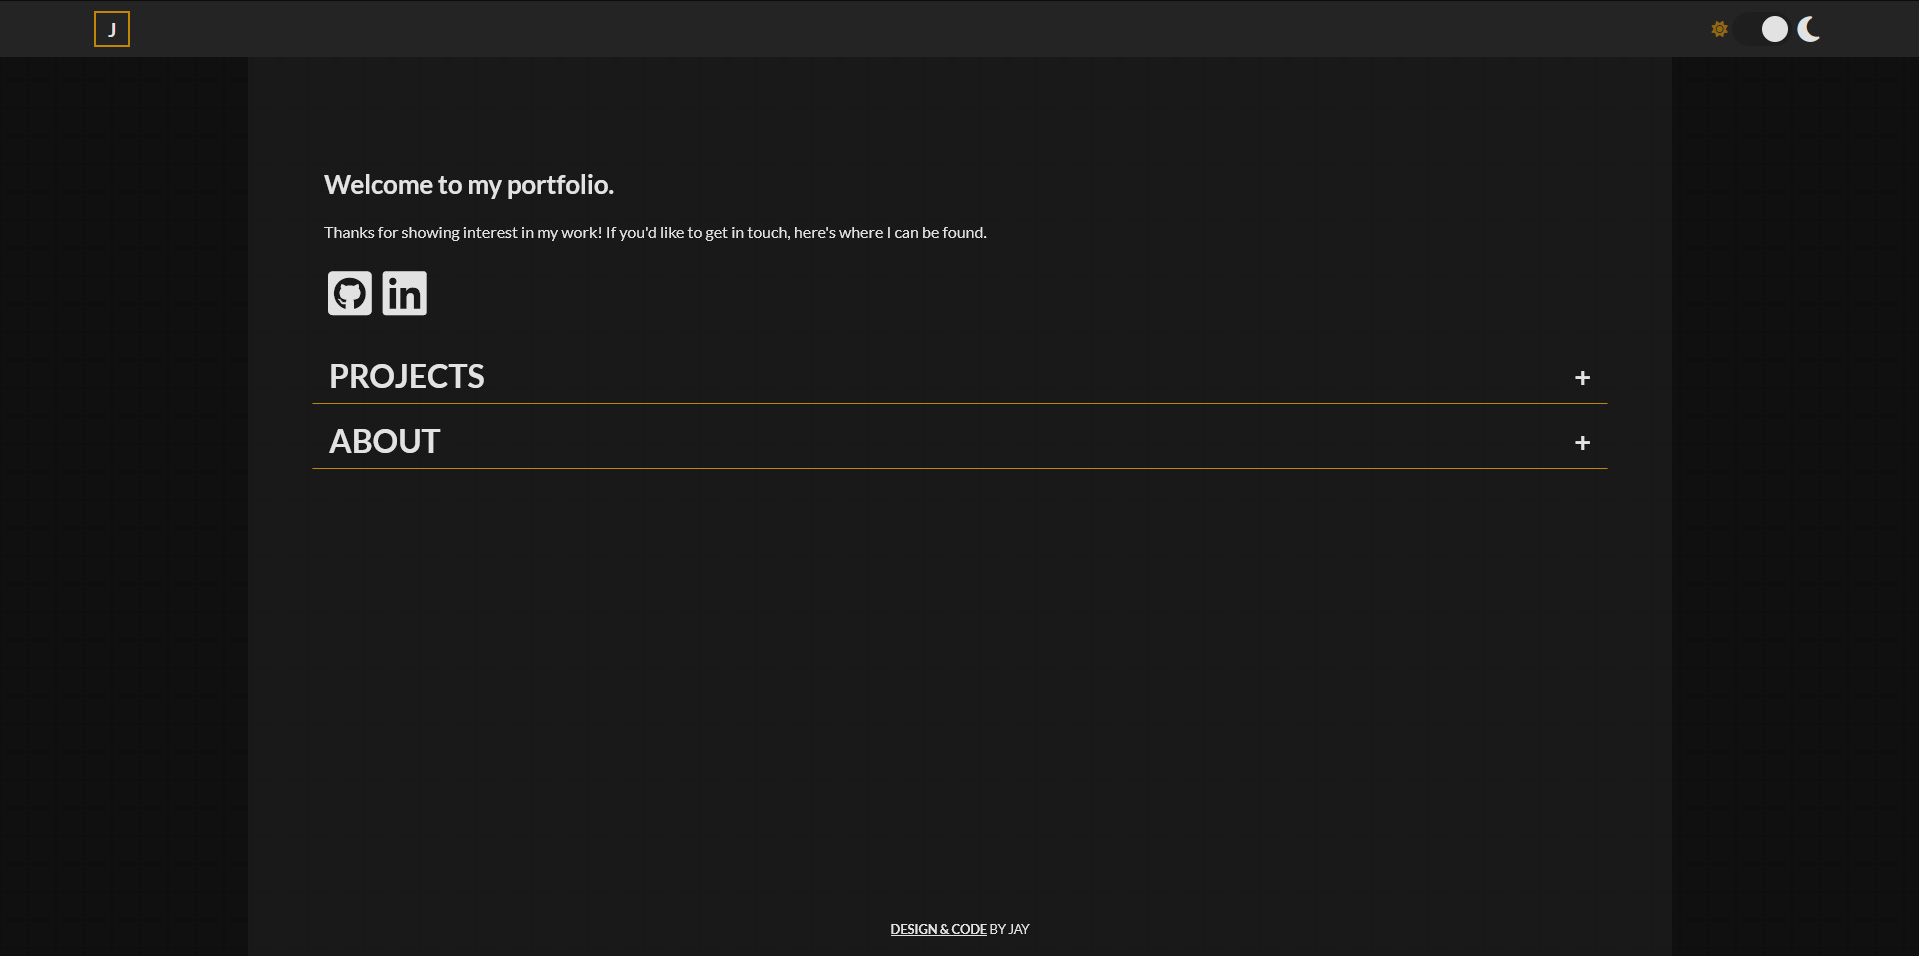 J
Welcome to my portfolio.
Thanks for showing interest in my work! If you'd like to get in touch, here's where I can be found.
in
PROJECTS +
ABOUT +
DESIGN & CODE BY JAY